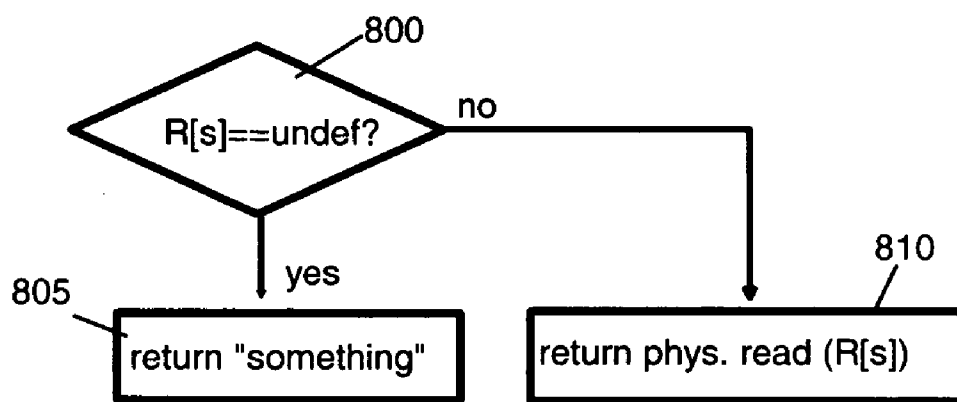 800
R[s]==undef?
no
yes
805
810
return "something"
return phys. read (R[s])